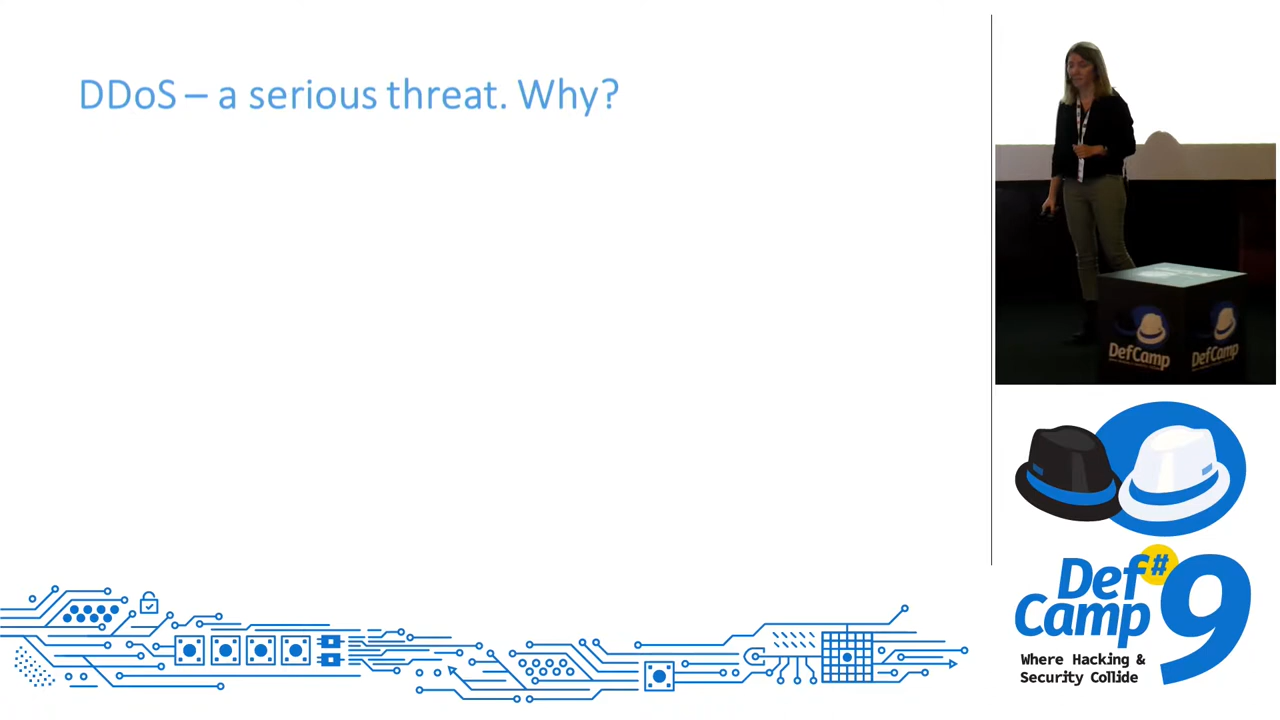 DDoS – a serious threat. Why?
DefCamp
DefCamp
Def
#
Camp
9
Where Hacking &
Security Collide